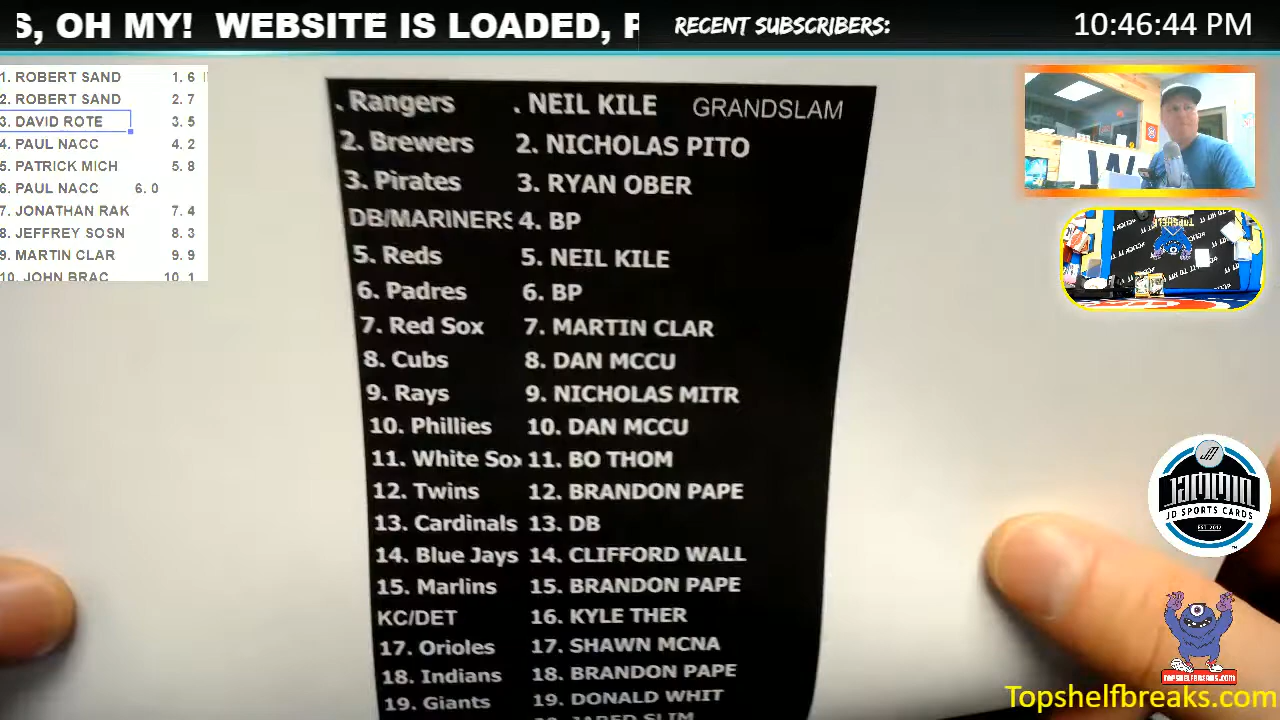 S, OH MY! WEBSITE IS LOADED,
RECENT SUBSCRIBERS:
10:46:44 PM
1. ROBERT SAND 1. 6
2. ROBERT SAND 2. 7
3. DAVID ROTE 3. 5
4. PAUL NACC 4. 2
5. PATRICK MICH 5. 8
6. PAUL NACC 6. 0
7. JONATHAN RAK 7. 4
8. JEFFREY SOSN 8. 3
9. MARTIN CLAR 9. 9
10. JOHN BRAC 10. 1
. Rangers . NEIL KILE GRANDSLAM
2. Brewers 2. NICHOLAS PITO
3. Pirates 3. RYAN OBER
DB/MARINERS 4. BP
5. Reds 5. NEIL KILE
6. Padres 6. BP
7. Red Sox 7. MARTIN CLAR
8. Cubs 8. DAN MCCU
9. Rays 9. NICHOLAS MITR
10. Phillies 10. DAN MCCU
11. White Sox 11. BO THOM
12. Twins 12. BRANDON PAPE
13. Cardinals 13. DB
14. Blue Jays 14. CLIFFORD WALL
15. Marlins 15. BRANDON PAPE
KC/DET 16. KYLE THER
17. Orioles 17. SHAWN MCNA
18. Indians 18. BRANDON PAPE
19. Giants 19. DONALD WHIT
JARED SLIM
JAMMIN
JD SPORTS CARDS
EST. 2012
TOPSHELFBREAKS.COM
Topshelfbreaks.com